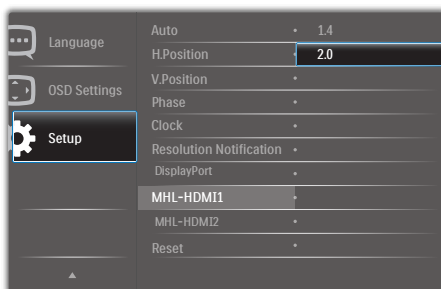 Language
OSD Settings
Setup
Auto
H.Position
V.Position
Phase
Clock
Resolution Notification
DisplayPort
MHL-HDMI1
MHL-HDMI2
Reset
1.4
2.0